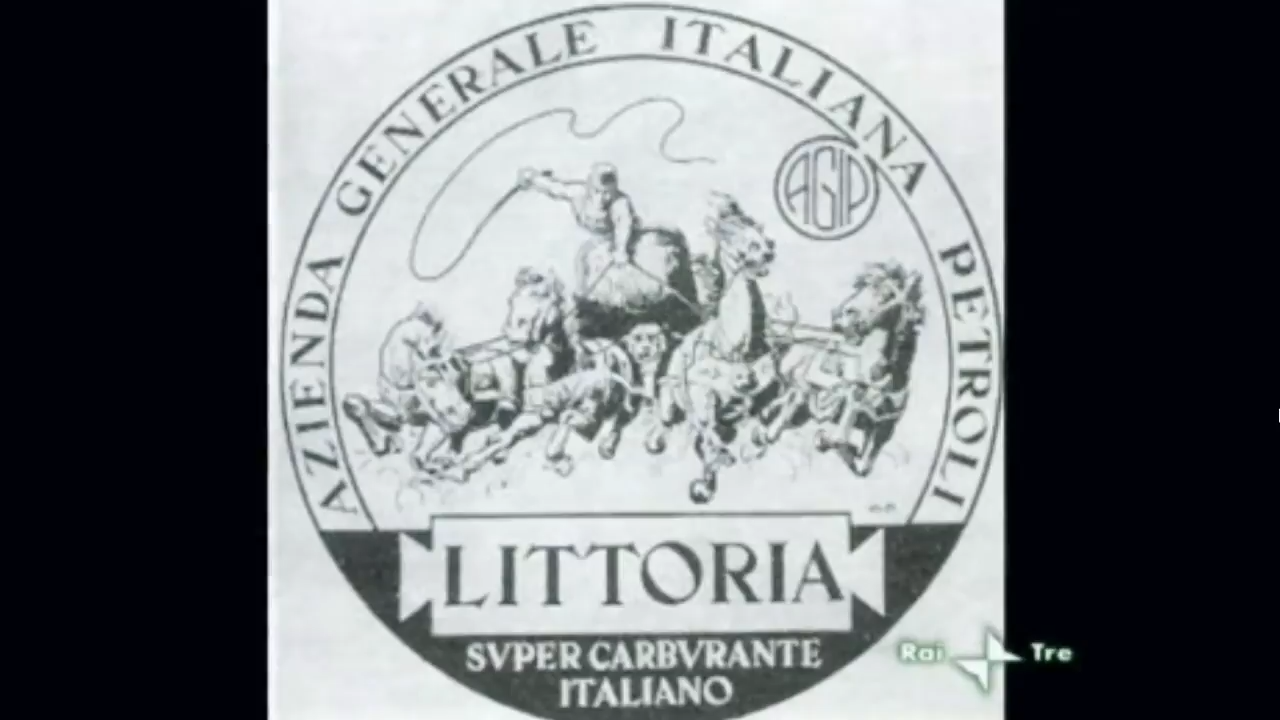 AZIENDA GENERALE ITALIANA PETROLI
AGIP
LITTORIA
SVPER CARBVRANTE
ITALIANO
Rai Tre